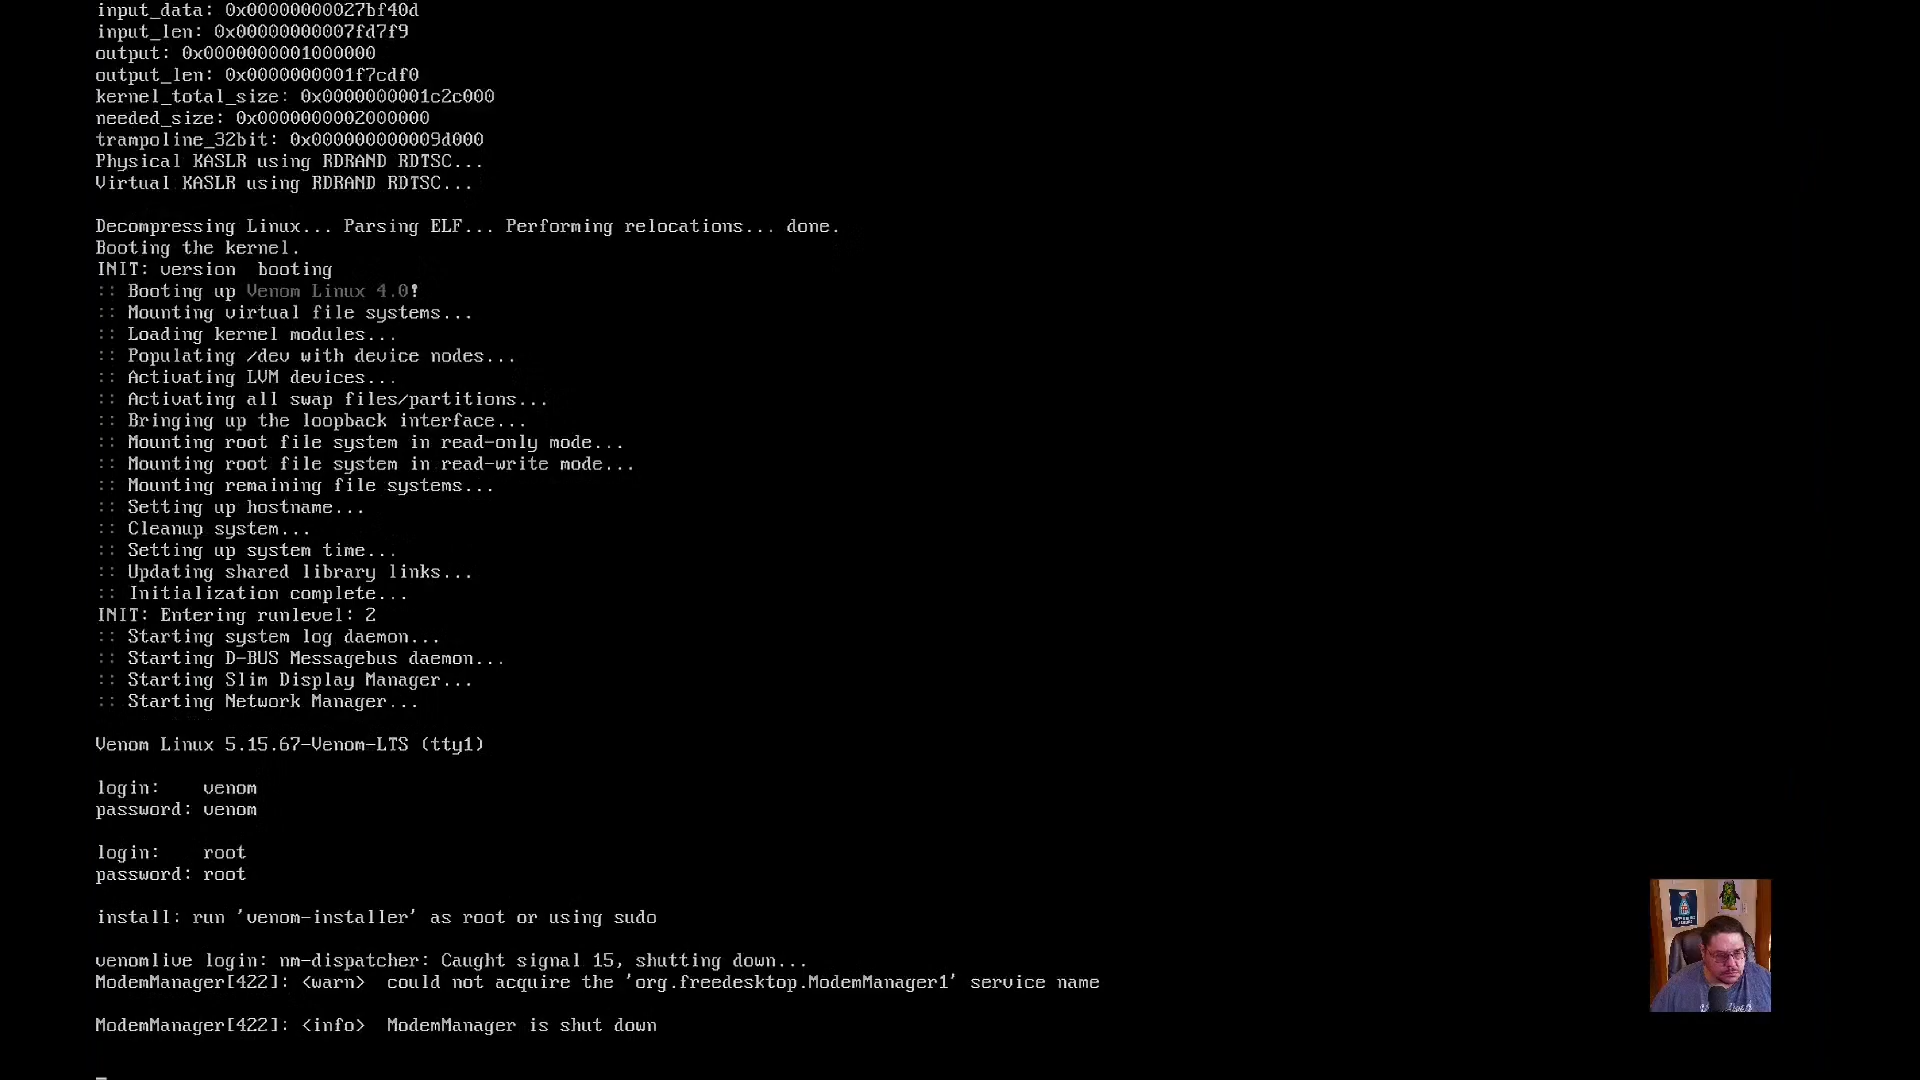 input_data: 0x00000000027bf40d
input_len: 0x00000000007fd7f9
output: 0x0000000001000000
output_len: 0x0000000001f7cdf0
kernel_total_size: 0x0000000001c2c000
needed_size: 0x0000000002000000
trampoline_32bit: 0x000000000009d000
Physical KASLR using RDRAND RDTSC...
Virtual KASLR using RDRAND RDTSC...
Decompressing Linux... Parsing ELF... Performing relocations... done.
Booting the kernel.
INIT: version  booting
:: Booting up Venom Linux 4.0!
:: Mounting virtual file systems...
:: Loading kernel modules...
:: Populating /dev with device nodes...
:: Activating LVM devices...
:: Activating all swap files/partitions...
:: Bringing up the loopback interface...
:: Mounting root file system in read-only mode...
:: Mounting root file system in read-write mode...
:: Mounting remaining file systems...
:: Setting up hostname...
:: Cleanup system...
:: Setting up system time...
:: Updating shared library links...
:: Initialization complete...
INIT: Entering runlevel: 2
:: Starting system log daemon...
:: Starting D-BUS Messagebus daemon...
:: Starting Slim Display Manager...
:: Starting Network Manager...
Venom Linux 5.15.67-Venom-LTS (tty1)
login:    venom
password: venom
login:    root
password: root
install: run 'venom-installer' as root or using sudo
venomlive login: nm-dispatcher: Caught signal 15, shutting down...
ModemManager[422]: <warn>  could not acquire the 'org.freedesktop.ModemManager1' service name
ModemManager[422]: <info>  ModemManager is shut down